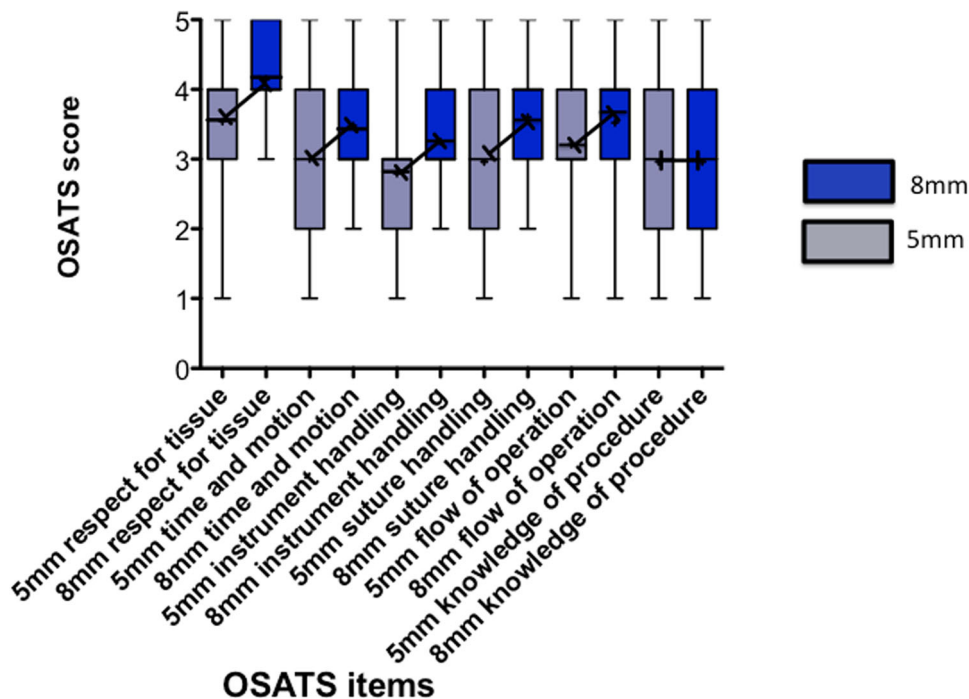 OSATS score
5
4
3
2
1
0
5mm respect for tissue
8mm respect for tissue
5mm time and motion
8mm time and motion
5mm instrument handling
8mm instrument handling
5mm suture handling
8mm suture handling
5mm flow of operation
8mm flow of operation
5mm knowledge of procedure
8mm knowledge of procedure
OSATS items
8mm
5mm